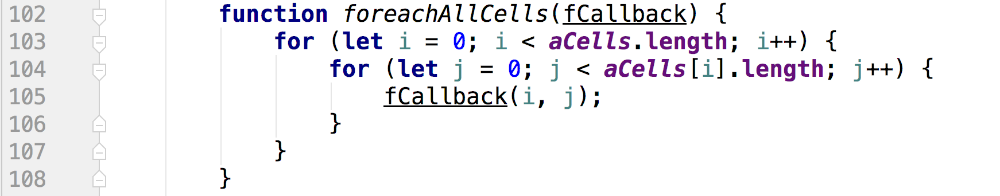 102 function foreachAllCells(fCallback) {
103 for (let i = 0; i < aCells.length; i++) {
104 for (let j = 0; j < aCells[i].length; j++) {
105 fCallback(i, j);
106 }
107 }
108 }